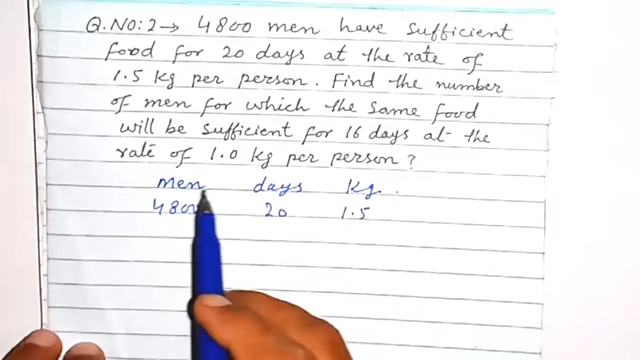 Q.NO:2→ 4800 men have sufficient
food for 20 days at the rate of
1.5 kg per person. Find the number
of men for which the same food
will be sufficient for 16 days at the
rate of 1.0 kg per person?
men days Kg.
4800 20 1.5